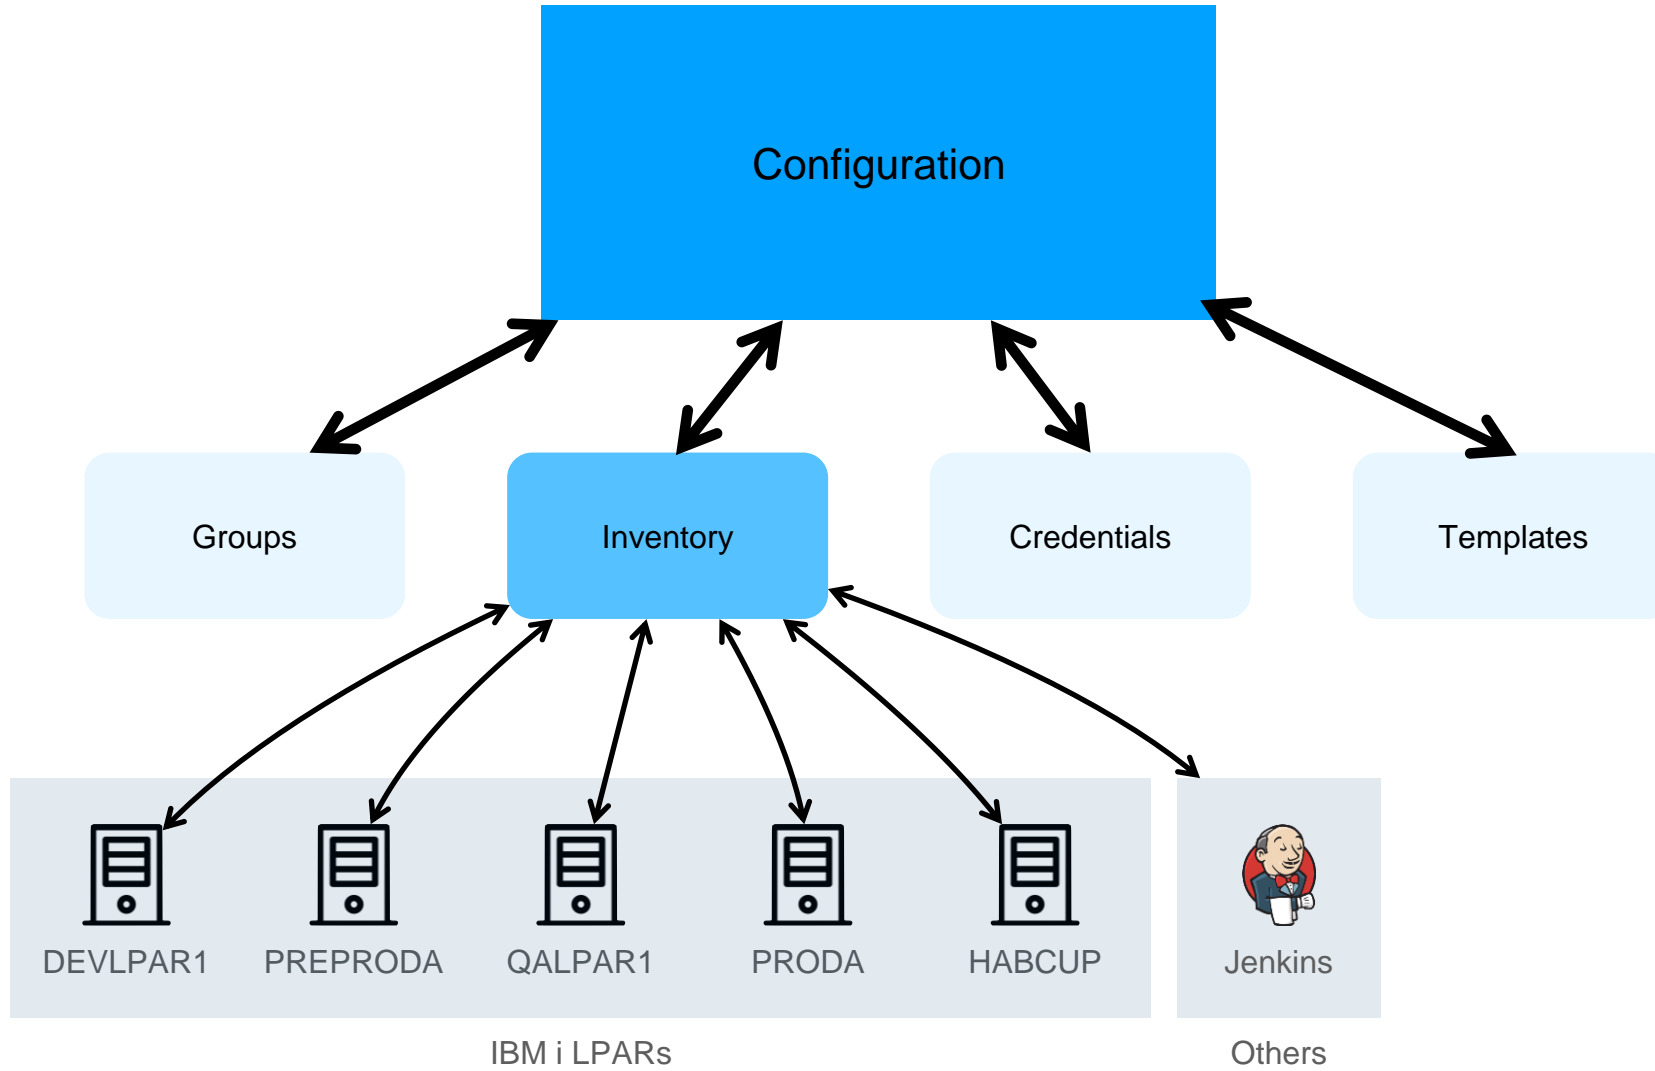 Configuration
Groups
Inventory
Credentials
Templates
DEVLPAR1
PREPRODA
QALPAR1
PRODA
HABCUP
Jenkins
IBM i LPARs
Others